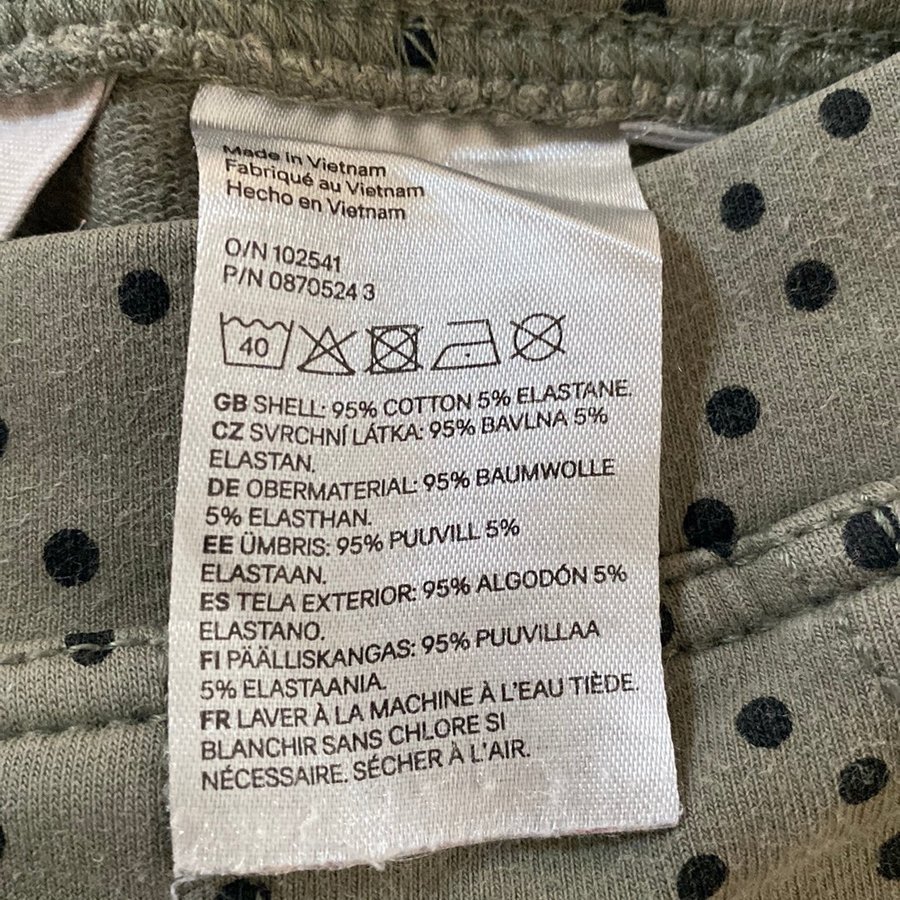 Made in Vietnam
Fabriqué au Vietnam
Hecho en Vietnam
O/N 102541
P/N 0870524 3
40
GB SHELL: 95% COTTON 5% ELASTANE.
CZ SVRCHNÍ LÁTKA: 95% BAVLNA 5%
ELASTAN.
DE OBERMATERIAL: 95% BAUMWOLLE
5% ELASTHAN.
EE ÜMBRIS: 95% PUUVILL 5%
ELASTAAN.
ES TELA EXTERIOR: 95% ALGODÓN 5%
ELASTANO.
FI PÄÄLLISKANGAS: 95% PUUVILLAA
5% ELASTAANIA.
FR LAVER À LA MACHINE À L'EAU TIÈDE.
BLANCHIR SANS CHLORE SI
NÉCESSAIRE. SÉCHER À L'AIR.